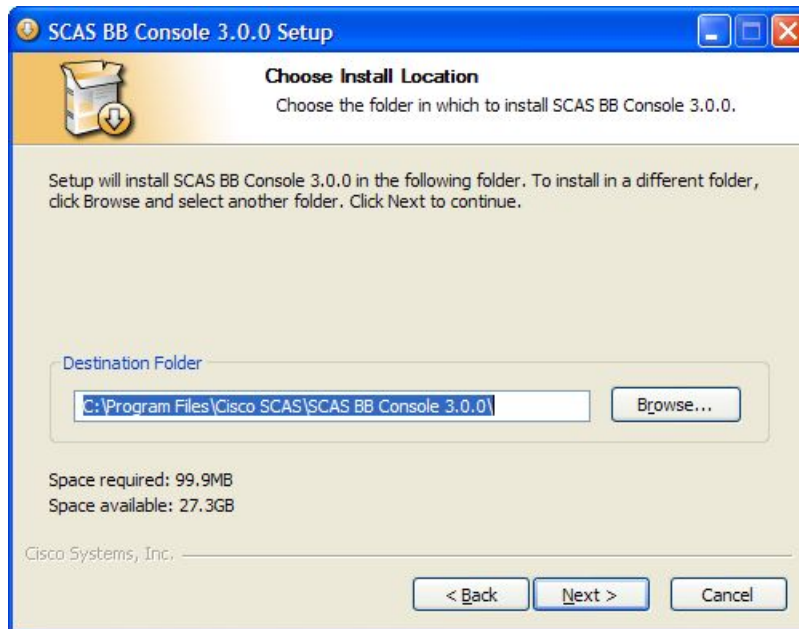 SCAS BB Console 3.0.0 Setup
Choose Install Location
Choose the folder in which to install SCAS BB Console 3.0.0.
Setup will install SCAS BB Console 3.0.0 in the following folder. To install in a different folder,
click Browse and select another folder. Click Next to continue.
Destination Folder
C:\Program Files\Cisco SCAS\SCAS BB Console 3.0.0\
Browse...
Space required: 99.9MB
Space available: 27.3GB
Cisco Systems, Inc.
< Back Next > Cancel